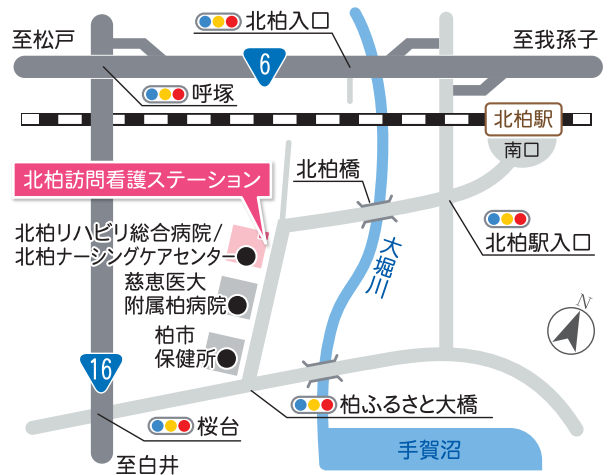 北柏入口
至松戸
6
至我孫子
呼塚
北柏駅
南口
北柏訪問看護ステーション
北柏橋
北柏リハビリ総合病院/
北柏ナーシングケアセンター
北柏駅入口
大堀川
慈恵医大
附属柏病院
N
柏市
保健所
16
柏ふるさと大橋
桜台
手賀沼
至白井